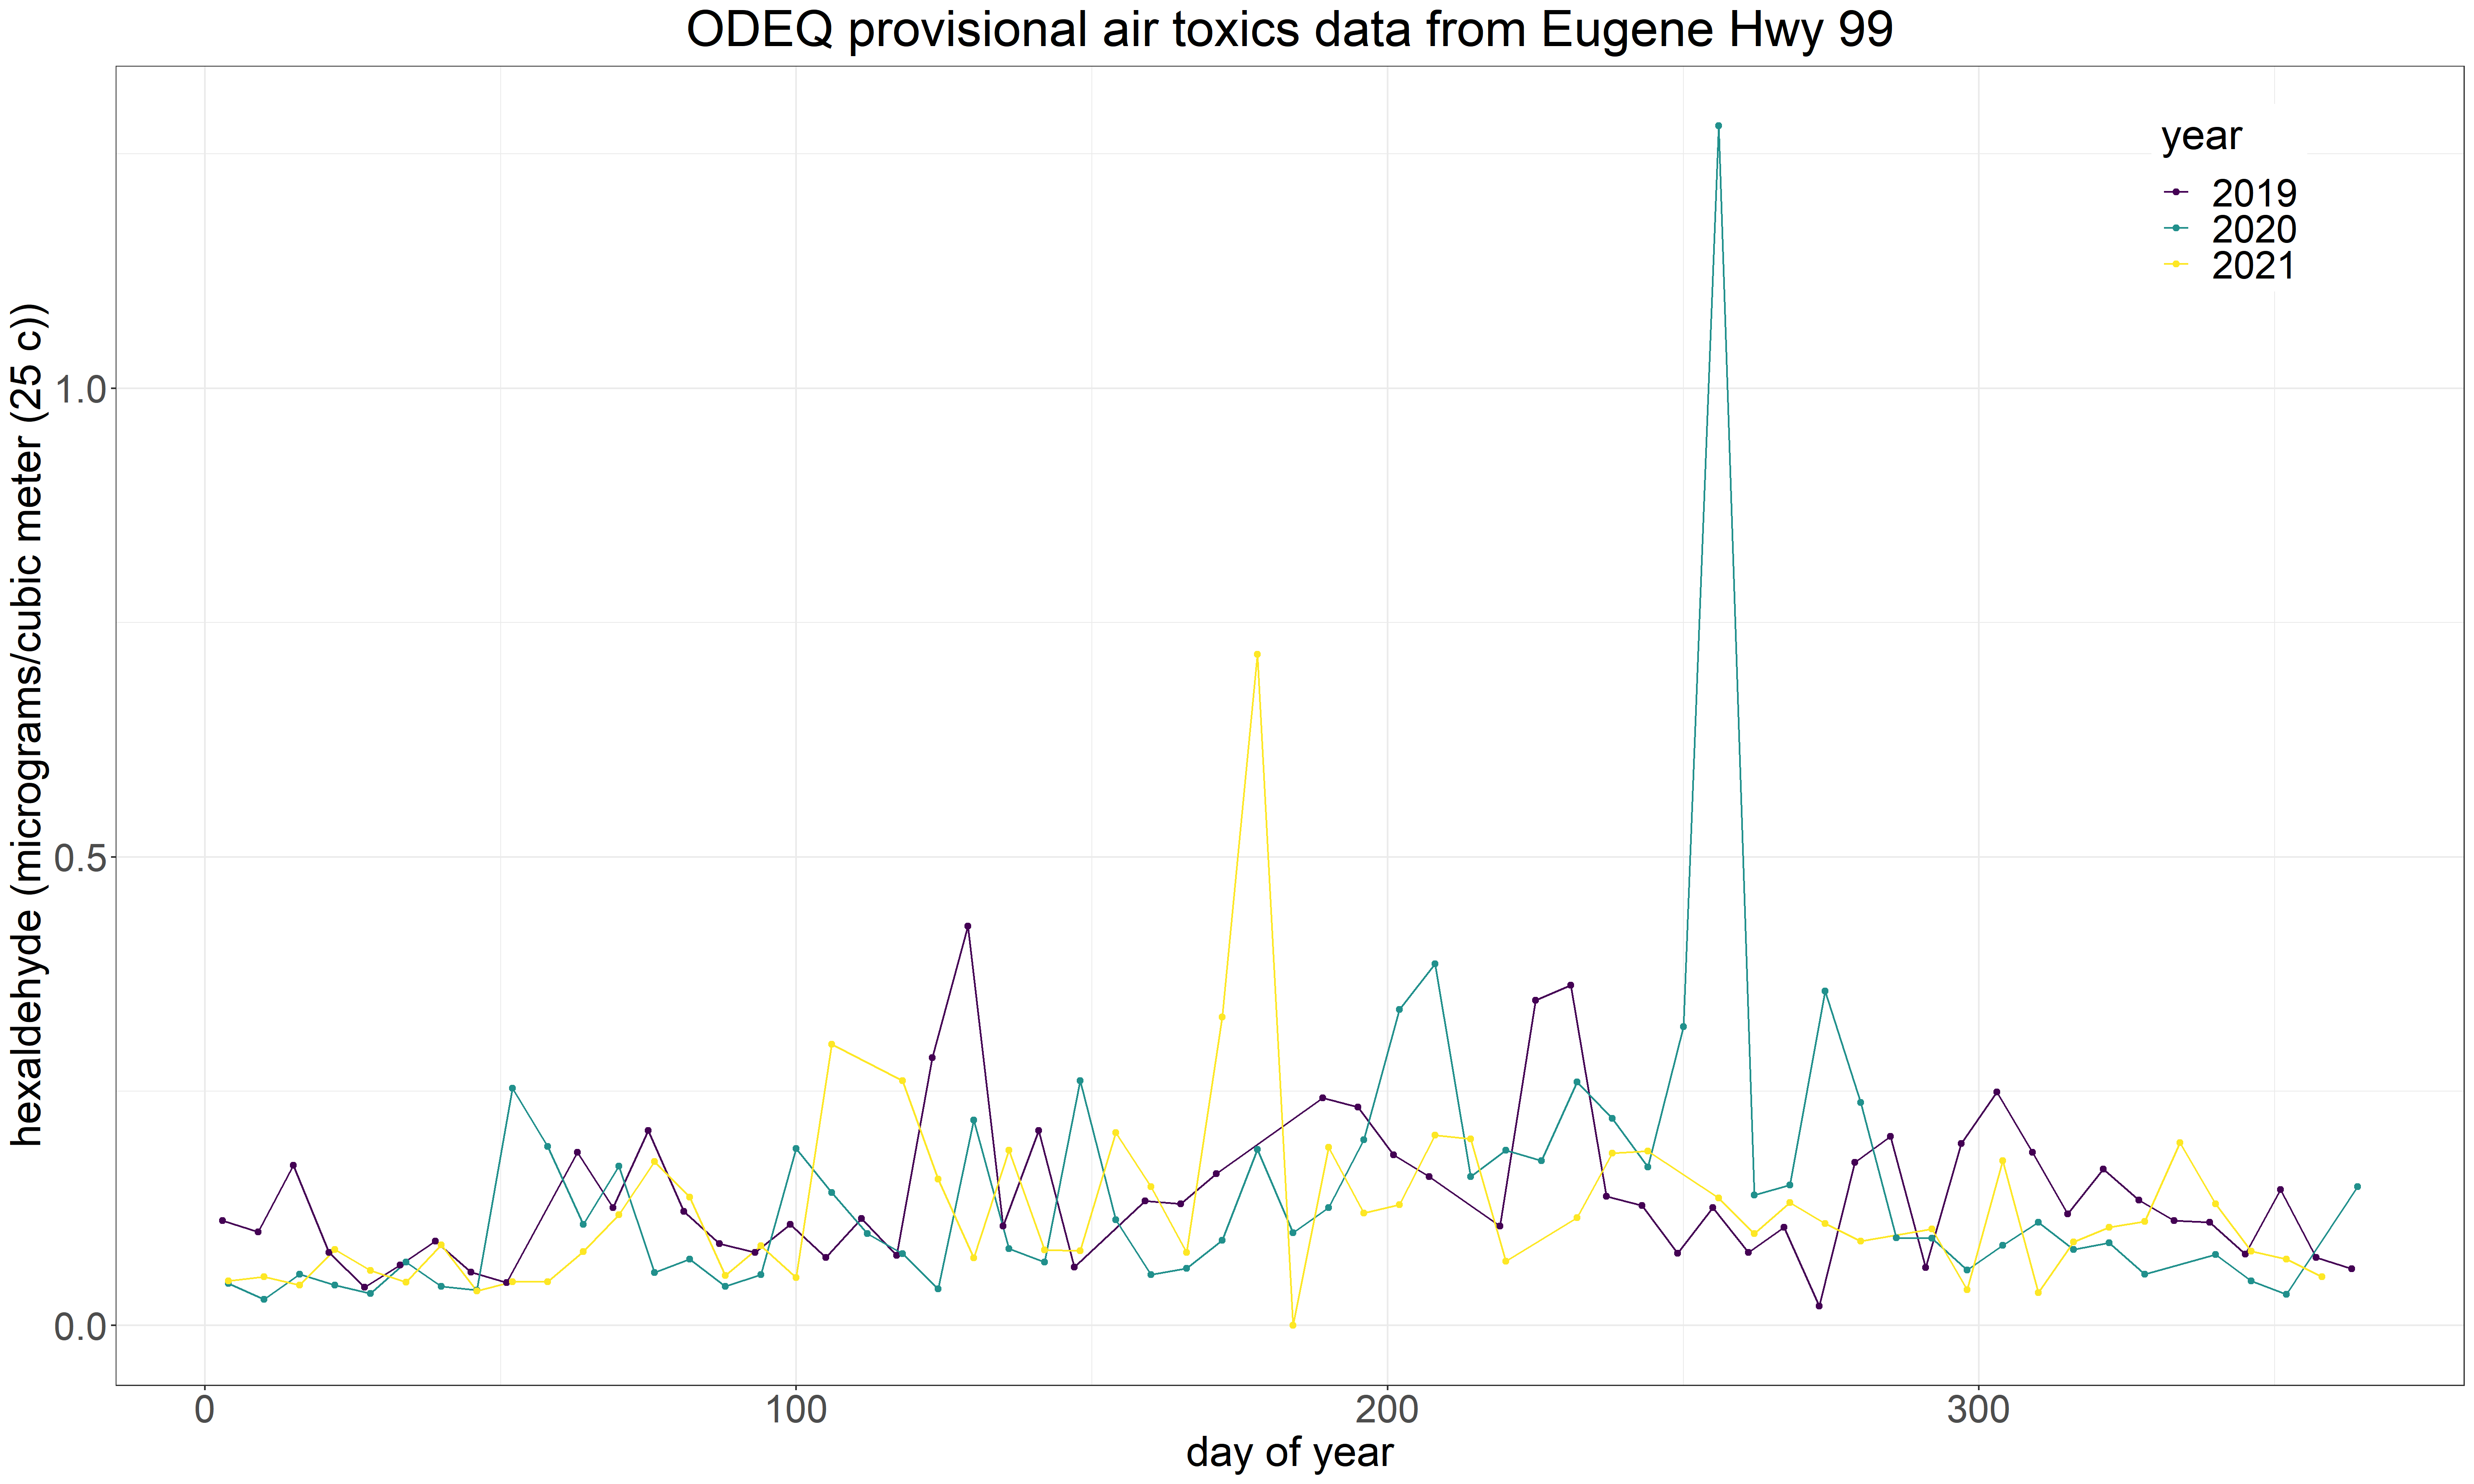 ODEQ provisional air toxics data from Eugene Hwy 99
year
2019
2020
2021
hexaldehyde (micrograms/cubic meter (25 c))
1.0
0.5
0.0
0
100
200
300
day of year